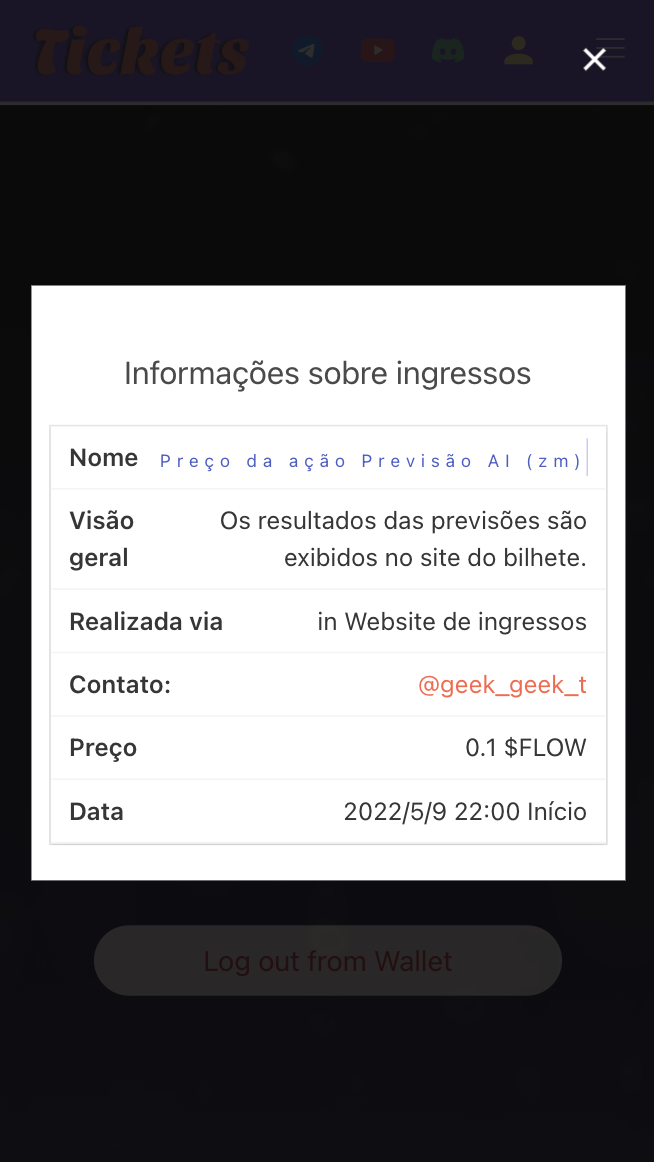 Tickets
Informações sobre ingressos
Nome Preço da ação Previsão AI (zm)
Visão geral
Os resultados das previsões são
exibidos no site do bilhete.
Realizada via in Website de ingressos
Contato: @geek_geek_t
Preço 0.1 $FLOW
Data 2022/5/9 22:00 Início
Log out from Wallet